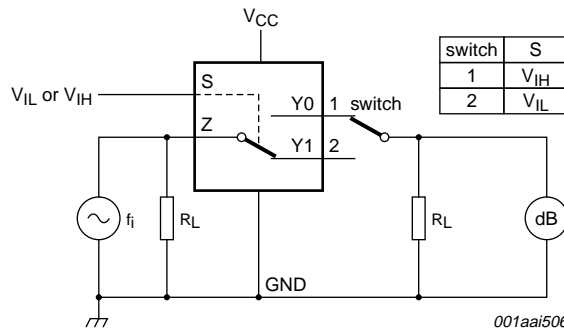 VCC
switch S
1 VIH
2 VIL
VIL or VIH
S
Y0 1 switch
Z
Y1 2
fi
RL
RL
dB
GND
001aai506